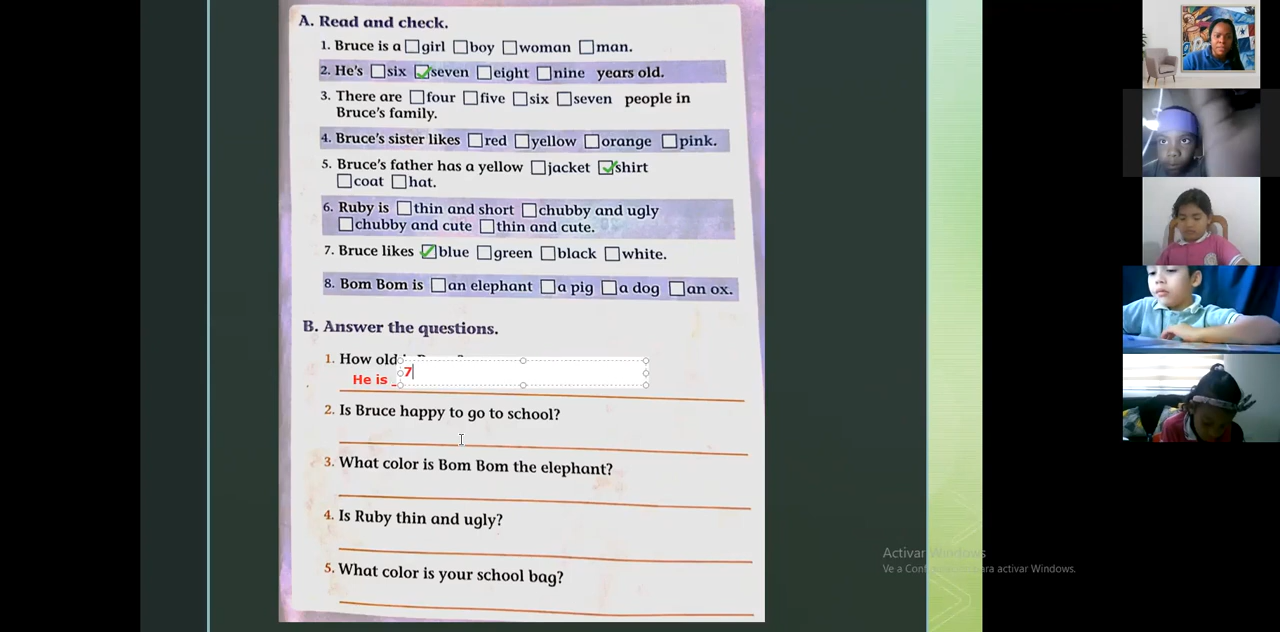 A. Read and check.
1. Bruce is a girl boy woman man.
2. He's six seven eight nine years old.
3. There are four five six seven people in
Bruce's family.
4. Bruce's sister likes red yellow orange pink.
5. Bruce's father has a yellow jacket shirt
coat hat.
6. Ruby is thin and short chubby and ugly
chubby and cute thin and cute.
7. Bruce likes blue green black white.
8. Bom Bom is an elephant a pig a dog an ox.
B. Answer the questions.
1. How old
He is _ 7
2. Is Bruce happy to go to school?
3. What color is Bom Bom the elephant?
4. Is Ruby thin and ugly?
5. What color is your school bag?
Activar Windows
Ve a para activar Windows.